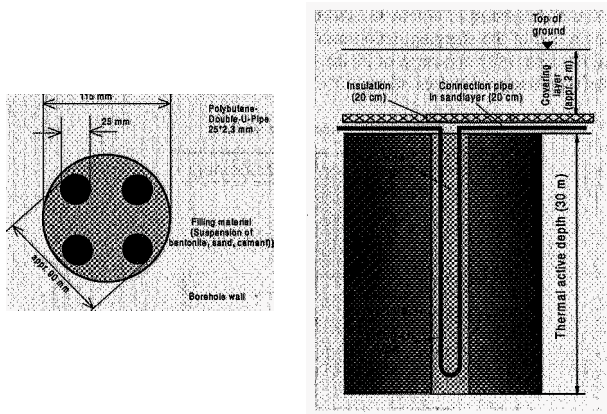 115 mm
25 mm
Polybutene-
Double-U-Pipe
25*2,3 mm
Filling material
(Suspension of
bentonite, sand, cement))
appr. 90 mm
Borehole wall
Top of
ground
Insulation
(20 cm)
Connection pipe
in sandlayer (20 cm)
Covering
layer
(appr. 2 m)
Thermal active depth (30 m)